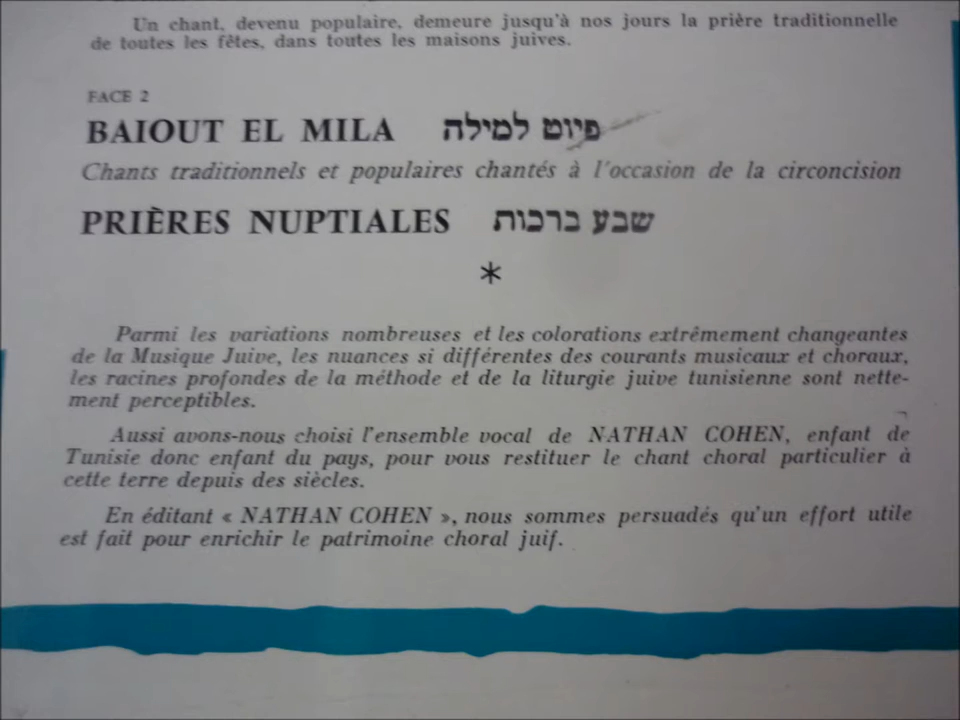 Un chant, devenu populaire, demeure jusqu'à nos jours la prière traditionnelle
de toutes les fêtes, dans toutes les maisons juives.
FACE 2
BAIOUT EL MILA פיוט למילה
Chants traditionnels et populaires chantés à l'occasion de la circoncision
PRIÈRES NUPTIALES שבע ברכות
*
Parmi les variations nombreuses et les colorations extrêmement changeantes
de la Musique Juive, les nuances si différentes des courants musicaux et choraux,
les racines profondes de la méthode et de la liturgie juive tunisienne sont nette-
ment perceptibles.
Aussi avons-nous choisi l'ensemble vocal de NATHAN COHEN, enfant de
Tunisie donc enfant du pays, pour vous restituer le chant choral particulier à
cette terre depuis des siècles.
En éditant « NATHAN COHEN », nous sommes persuadés qu'un effort utile
est fait pour enrichir le patrimoine choral juif.